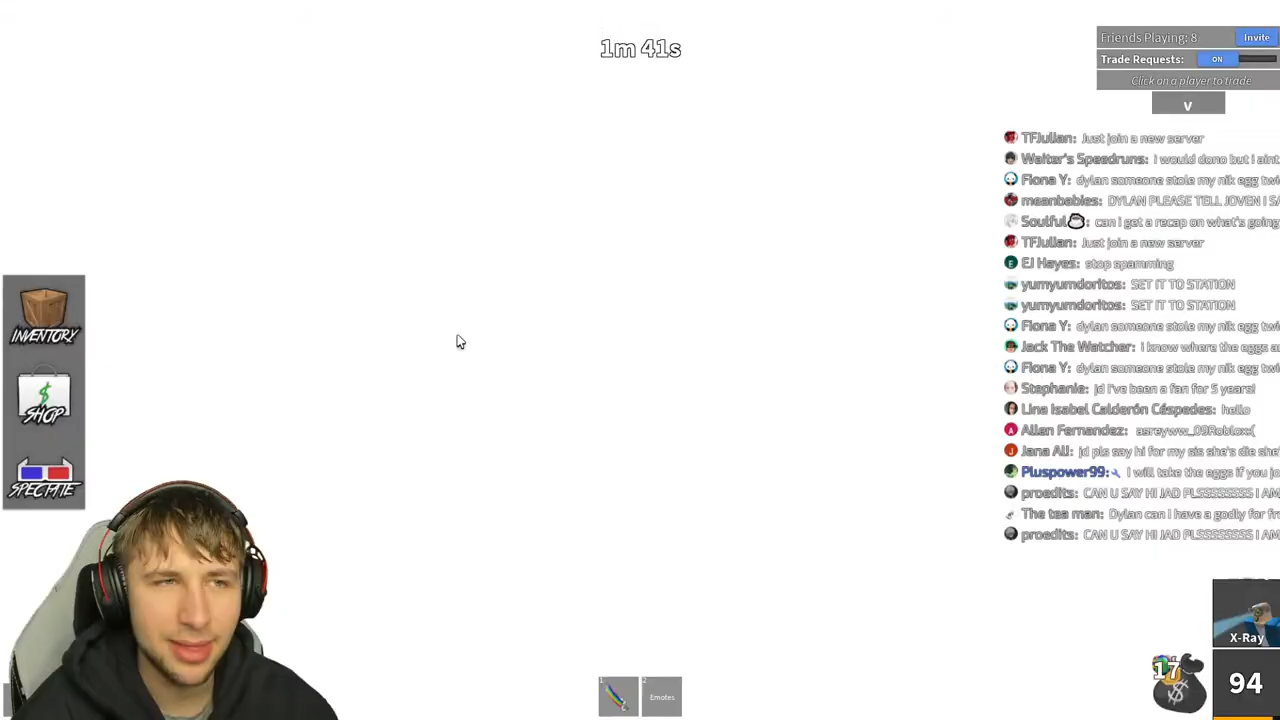 1m 41s
Friends Playing: 8 Invite
Trade Requests: ON
Click on a player to trade
v
TFJulian: Just join a new server
Walter's Speedruns: i would dono but i aint
Fiona Y: dylan someone stole my nik egg twi
meanbabies: DYLAN PLEASE TELL JOVEN I SA
Soutful: can i get a recap on what's going
TFJulian: Just join a new server
EJ Hayes: stop spamming
yumyumdoritos: SET IT TO STATION
yumyumdoritos: SET IT TO STATION
Fiona Y: dylan someone stole my nik egg twi
Jack The Watcher: i know where the eggs a
Fiona Y: dylan someone stole my nik egg twi
Stephanie: jd I've been a fan for 5 years!
Lina Isabel Calderón Céspedes: hello
Allan Fernandez: asreyww_09Roblox:(
Jana Ali: jd pls say hi for my sis she's die she'
Pluspower99: I will take the eggs if you jo
proedits: CAN U SAY HI JAD PLSSSSSSSS I AM
The tea man: Dylan can I have a godly for fr
proedits: CAN U SAY HI JAD PLSSSSSSSS I AM
INVENTORY
$
SHOP
SPECTATE
1
2
Emotes
X-Ray
17
$
94